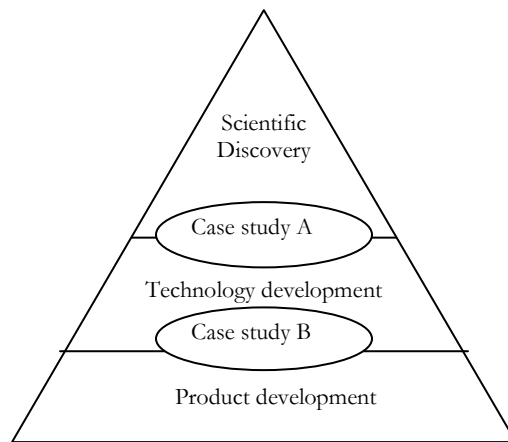 Scientific
Discovery
Case study A
Technology development
Case study B
Product development